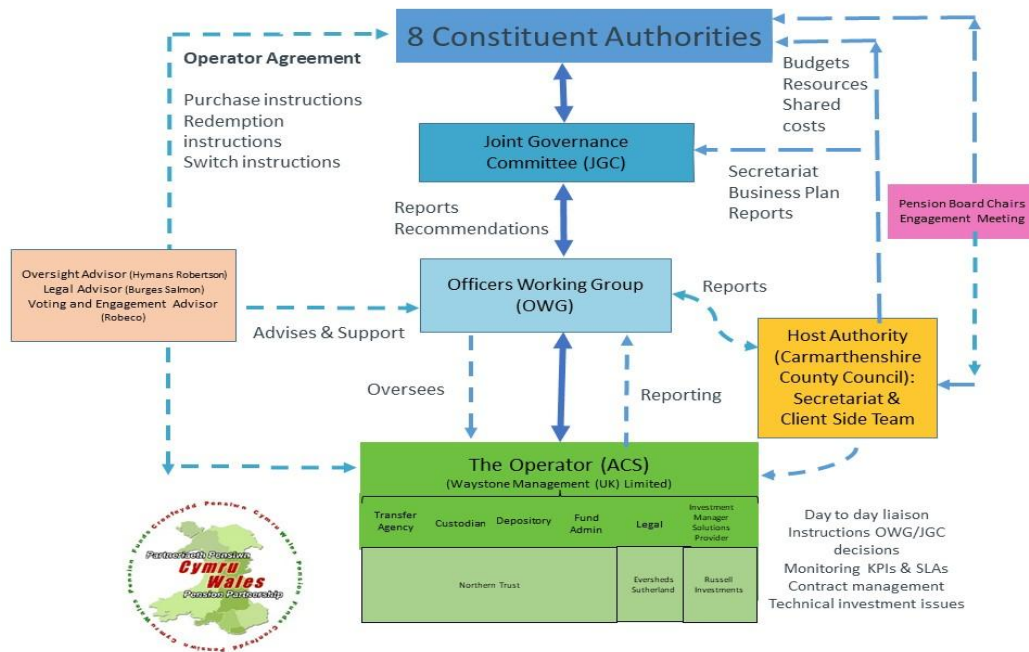 8 Constituent Authorities
Operator Agreement
Purchase instructions
Redemption
instructions
Switch instructions
Budgets
Resources
Shared
costs
Joint Governance
Committee (JGC)
Secretariat
Business Plan
Reports
Pension Board Chairs
Engagement Meeting
Reports
Recommendations
Oversight Advisor (Hymans Robertson)
Legal Advisor (Burges Salmon)
Voting and Engagement Advisor
(Robeco)
Advises & Support
Officers Working Group
(OWG)
Reports
Host Authority
(Carmarthenshire
County Council):
Secretariat &
Client Side Team
Oversees
Reporting
The Operator (ACS)
(Waystone Management (UK) Limited)
Transfer
Agency
Custodian
Depository
Fund
Admin
Legal
Investment
Manager
Solutions
Provider
Northern Trust
Eversheds
Sutherland
Russell
Investments
Day to day liaison
Instructions OWG/JGC
decisions
Monitoring KPIs & SLAs
Contract management
Technical investment issues
Partneriaeth Pensiwn
Cymru
Wales
Pension Partnership